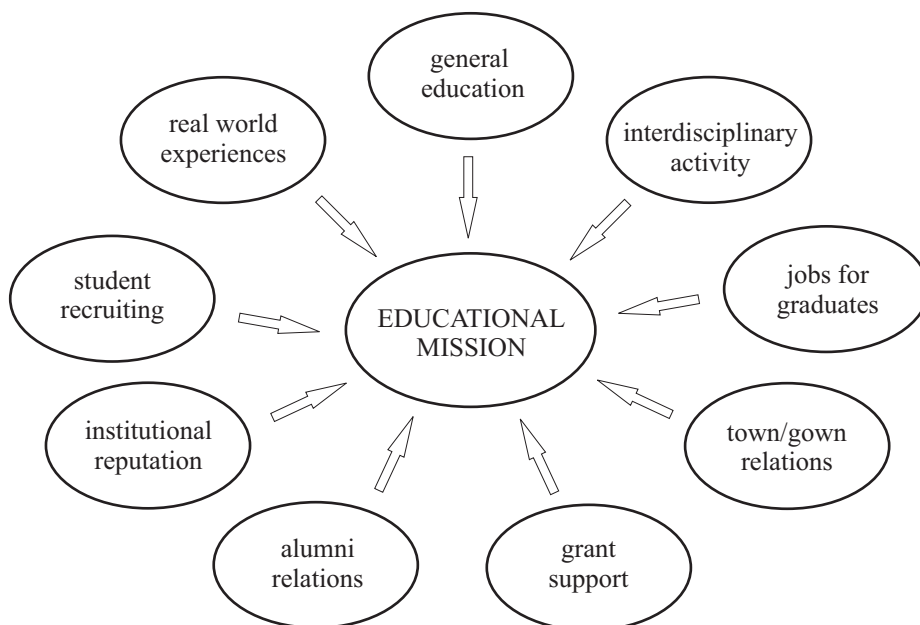 general
education
real world
experiences
interdisciplinary
activity
student
recruiting
EDUCATIONAL
MISSION
jobs for
graduates
institutional
reputation
town/gown
relations
alumni
relations
grant
support